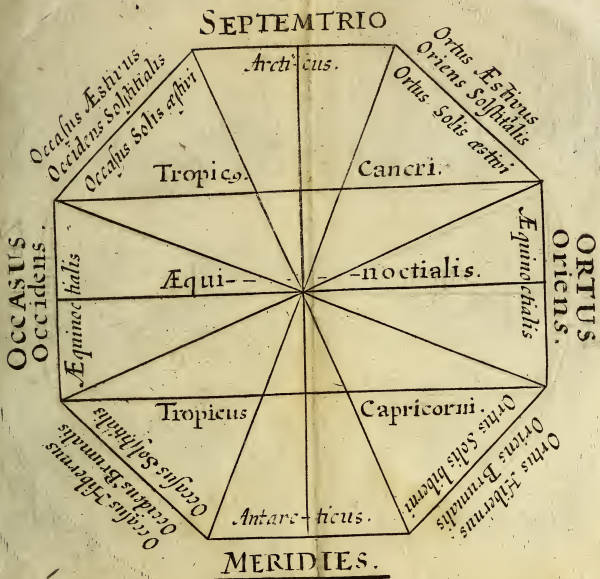 SEPTEMTRIO
Arcti-cus.
Occaſus Æstivus
Occidens Solſtitialis
Occaſus Solis æstivi
Ortus Æstivus
Oriens Solſtitialis
Ortus Solis æstivi
Tropicꝰ. Cancri.
OCCASUS
Occidens.
Æquinoctialis
Æqui-- --noctialis.
Æquinoctialis
ORTUS
Oriens.
Tropicus Capricorni.
Occaſus Solſtitialis
Occidens Brumalis
Occaſus Hibernus
Ortus Solis hiberni
Oriens Brumalis
Ortus Hibernus
Antarc-ticus.
MERIDIES.